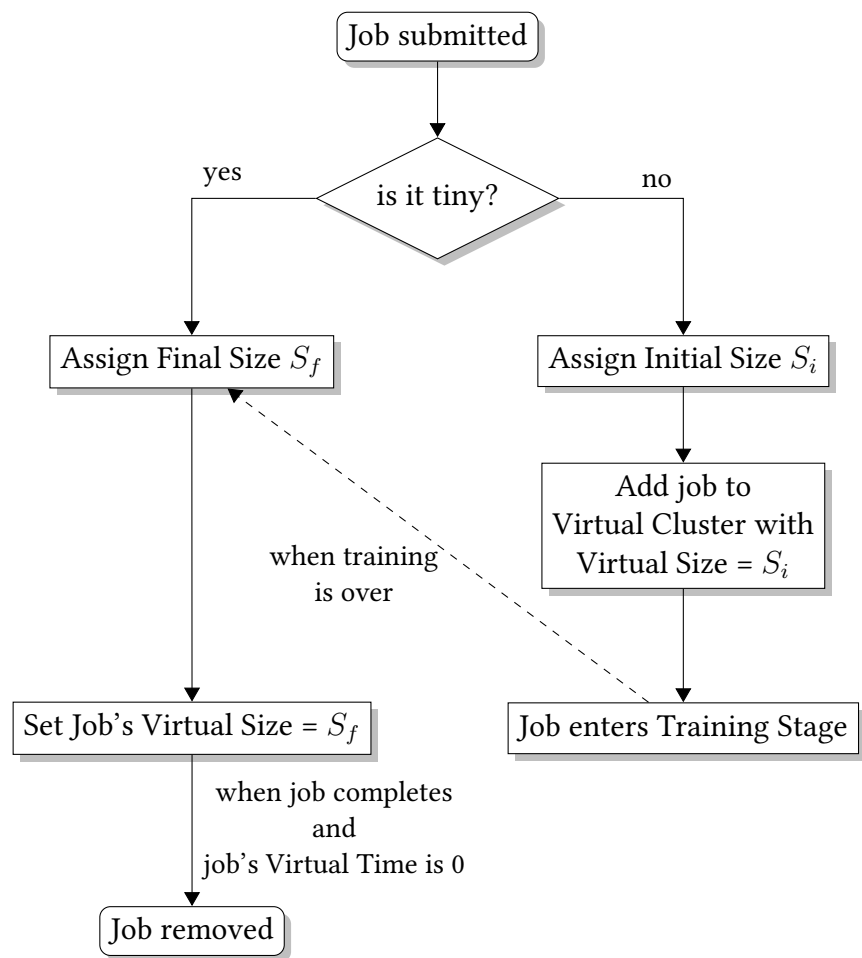 Job submitted
yes
is it tiny?
no
Assign Final Size $S_f$
Assign Initial Size $S_i$
Add job to
Virtual Cluster with
Virtual Size = $S_i$
when training
is over
Set Job's Virtual Size = $S_f$
Job enters Training Stage
when job completes
and
job's Virtual Time is 0
Job removed